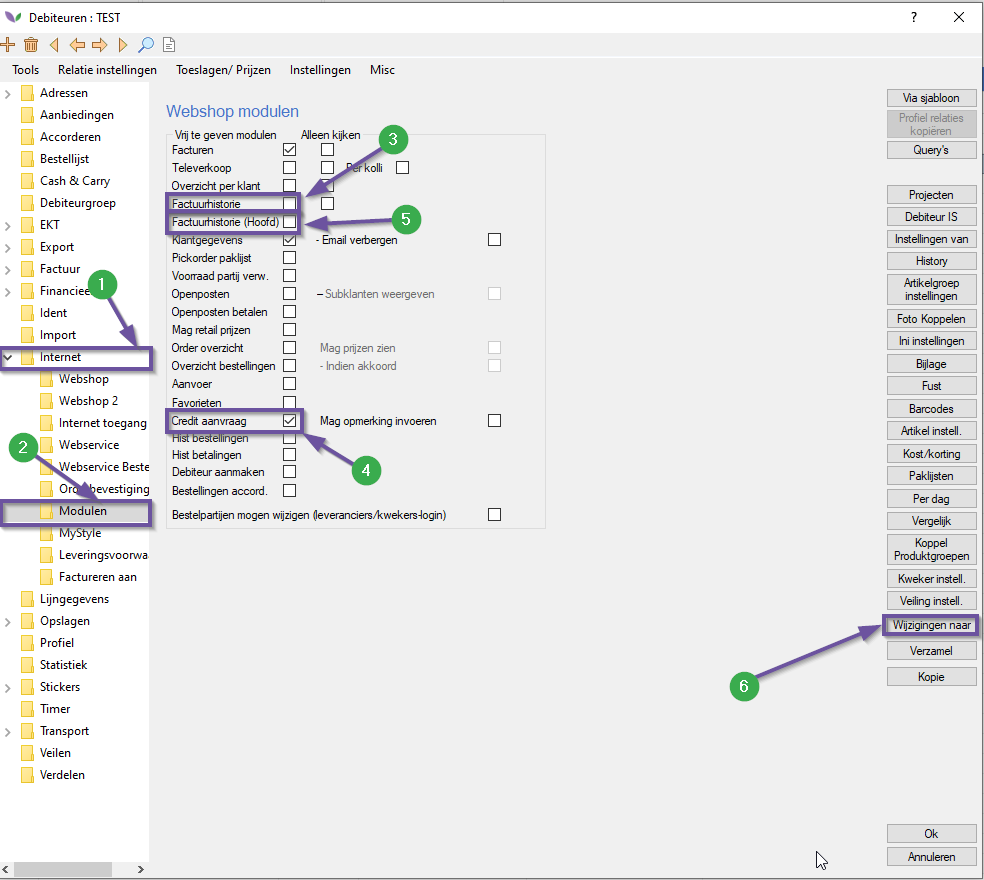 Debiteuren : TEST
?
Tools Relatie instellingen Toeslagen/ Prijzen Instellingen Misc
Adressen
Aanbiedingen
Accorderen
Bestellijst
Cash & Carry
Debiteurgroep
EKT
Export
Factuur
Ident
Import
Internet
Webshop
Webshop 2
Internet toegang
Webservice
Webservice Beste
Modulen
MyStyle
Leveringsvoorwa
Factureren aan
Lijngegevens
Opslagen
Profiel
Statistiek
Stickers
Timer
Transport
Veilen
Verdelen
1
2
Webshop modulen
Vrij te geven modulen Alleen kijken
Facturen
Televerkoop Per kolli
Overzicht per klant
Factuurhistorie
Factuurhistorie (Hoofd)
Klantgegevens - Email verbergen
Pickorder paklijst
Voorraad partij verw.
Openposten – Subklanten weergeven
Openposten betalen
Mag retail prijzen
Order overzicht Mag prijzen zien
Overzicht bestellingen - Indien akkoord
Aanvoer
Favorieten
Credit aanvraag Mag opmerking invoeren
Hist bestellingen
Hist betalingen
Debiteur aanmaken
Bestellingen accord.
Bestelpartijen mogen wijzigen (leveranciers/kwekers-login)
3
5
4
6
Via sjabloon
Profiel relaties
kopiëren
Query's
Projecten
Debiteur IS
Instellingen van
History
Artikelgroep
instellingen
Foto Koppelen
Ini instellingen
Bijlage
Fust
Barcodes
Artikel instell.
Kost/korting
Paklijsten
Per dag
Vergelijk
Koppel
Produktgroepen
Kweker instell.
Veiling instell.
Wijzigingen naar
Verzamel
Kopie
Ok
Annuleren